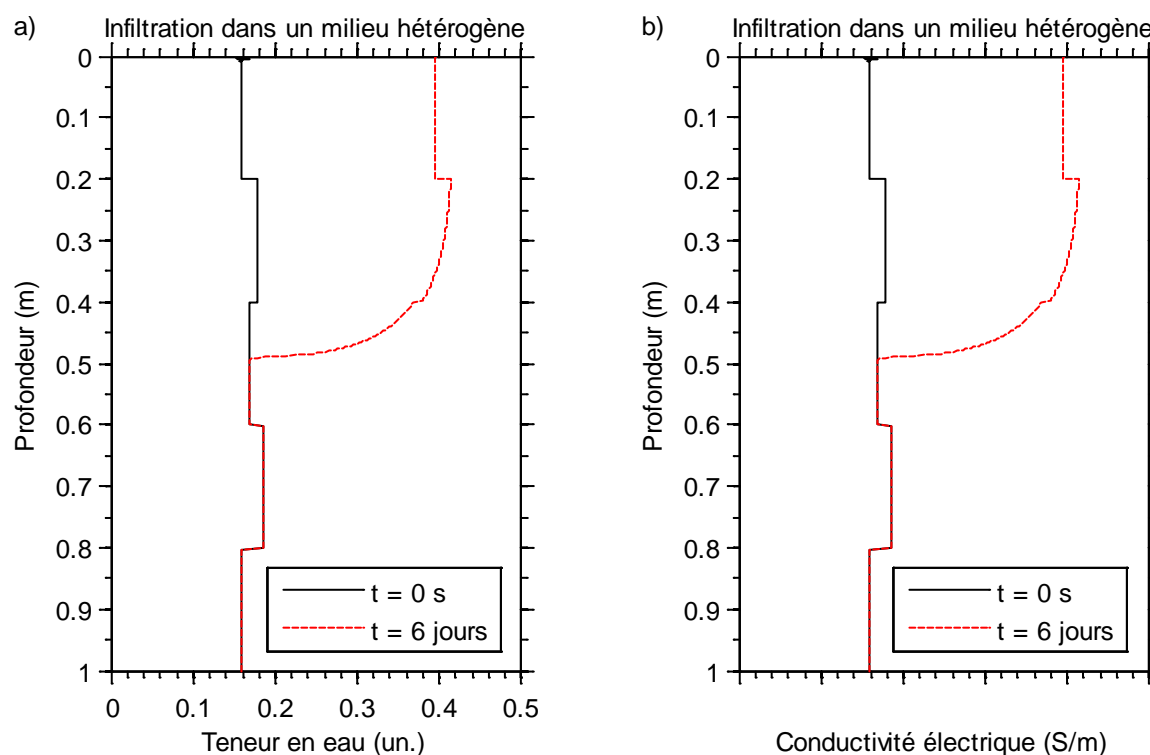 a)
Infiltration dans un milieu hétérogène
0
0.1
0.2
0.3
0.4
0.5
0.6
0.7
0.8
0.9
1
Profondeur (m)
t = 0 s
t = 6 jours
0 0.1 0.2 0.3 0.4 0.5
Teneur en eau (un.)
b)
Infiltration dans un milieu hétérogène
0
0.1
0.2
0.3
0.4
0.5
0.6
0.7
0.8
0.9
1
Profondeur (m)
t = 0 s
t = 6 jours
Conductivité électrique (S/m)